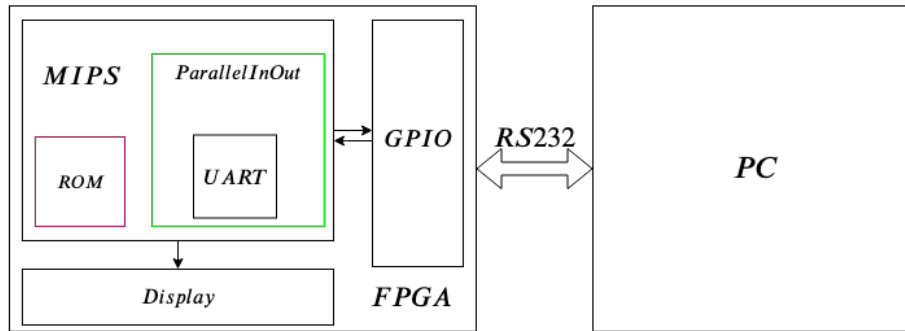 MIPS
ParallelInOut
ROM
UART
GPIO
RS232
PC
Display
FPGA